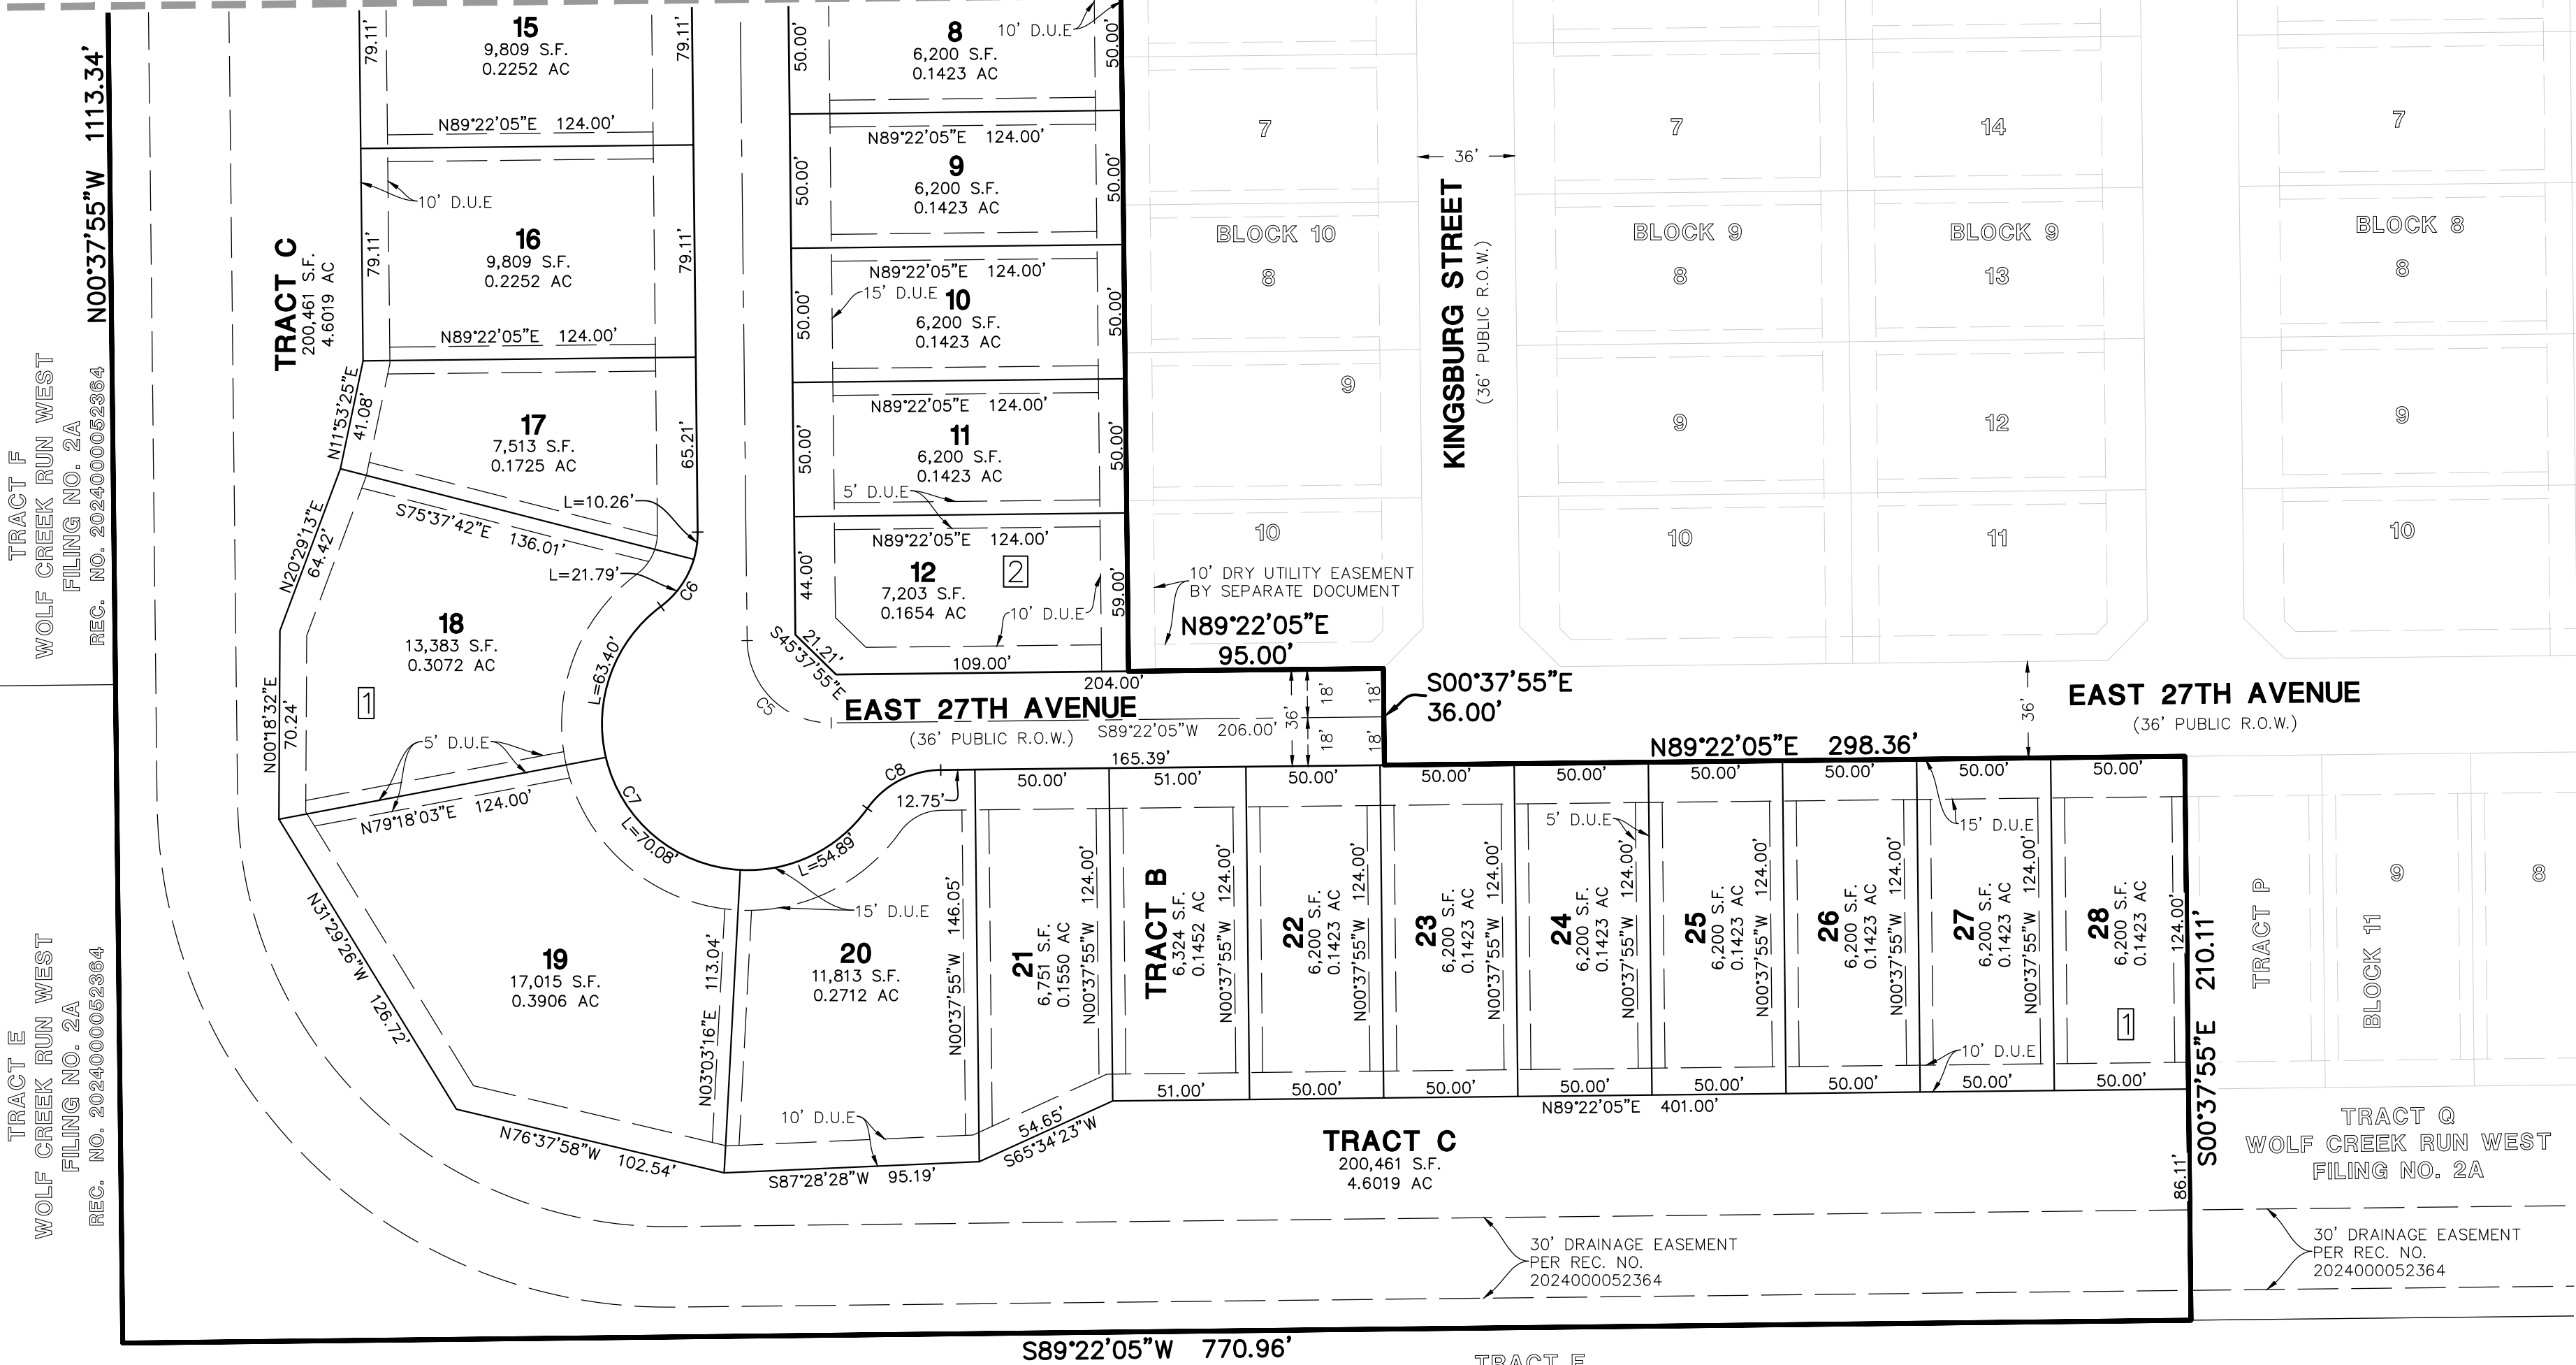 N00°37'55"W 1113.34'
TRACT F
WOLF CREEK RUN WEST
FILING NO. 2A
REC. NO. 2024000052364
TRACT E
WOLF CREEK RUN WEST
FILING NO. 2A
REC. NO. 2024000052364
TRACT C
200,461 S.F.
4.6019 AC
79.11'
15
9,809 S.F.
0.2252 AC
79.11'
N89°22'05"E 124.00'
10' D.U.E
79.11'
16
9,809 S.F.
0.2252 AC
79.11'
N89°22'05"E 124.00'
N11°53'25"E
41.08'
17
7,513 S.F.
0.1725 AC
65.21'
L=10.26'
S75°37'42"E 136.01'
L=21.79'
C6
N20°29'13"E
64.42'
18
13,383 S.F.
0.3072 AC
1
L=63.40'
N00°18'32"E
70.24'
5' D.U.E
N79°18'03"E 124.00'
C7
L=70.08'
L=54.89'
C8
12.75'
15' D.U.E
N31°29'26"W 126.72'
19
17,015 S.F.
0.3906 AC
N76°37'58"W 102.54'
N03°03'16"E 113.04'
20
11,813 S.F.
0.2712 AC
10' D.U.E
S87°28'28"W 95.19'
N00°37'55"W 146.05'
50.00'
8
6,200 S.F.
0.1423 AC
10' D.U.E
50.00'
N89°22'05"E 124.00'
50.00'
9
6,200 S.F.
0.1423 AC
50.00'
N89°22'05"E 124.00'
15' D.U.E
50.00'
10
6,200 S.F.
0.1423 AC
50.00'
N89°22'05"E 124.00'
50.00'
11
6,200 S.F.
0.1423 AC
50.00'
5' D.U.E
N89°22'05"E 124.00'
44.00'
12
7,203 S.F.
0.1654 AC
2
10' D.U.E
59.00'
21.21'
S45°37'55"E
109.00'
204.00'
C5
EAST 27TH AVENUE
(36' PUBLIC R.O.W.)
S89°22'05"W 206.00'
165.39'
36'
18'
18'
18'
18'
7
BLOCK 10
8
9
10
10' DRY UTILITY EASEMENT
BY SEPARATE DOCUMENT
N89°22'05"E
95.00'
S00°37'55"E
36.00'
36'
KINGSBURG STREET
(36' PUBLIC R.O.W.)
7
BLOCK 9
8
9
10
14
BLOCK 9
13
12
11
7
BLOCK 8
8
9
10
EAST 27TH AVENUE
(36' PUBLIC R.O.W.)
36'
N89°22'05"E 298.36'
50.00'
21
6,751 S.F.
0.1550 AC
N00°37'55"W 124.00'
54.65'
S65°34'23"W
51.00'
TRACT B
6,324 S.F.
0.1452 AC
N00°37'55"W 124.00'
51.00'
50.00'
22
6,200 S.F.
0.1423 AC
N00°37'55"W 124.00'
50.00'
50.00'
23
6,200 S.F.
0.1423 AC
N00°37'55"W 124.00'
50.00'
50.00'
5' D.U.E
24
6,200 S.F.
0.1423 AC
N00°37'55"W 124.00'
50.00'
50.00'
25
6,200 S.F.
0.1423 AC
N00°37'55"W 124.00'
50.00'
50.00'
26
6,200 S.F.
0.1423 AC
N00°37'55"W 124.00'
50.00'
50.00'
15' D.U.E
27
6,200 S.F.
0.1423 AC
N00°37'55"W 124.00'
10' D.U.E
50.00'
50.00'
28
6,200 S.F.
0.1423 AC
1
124.00'
50.00'
N89°22'05"E 401.00'
S00°37'55"E 210.11'
86.11'
TRACT P
BLOCK 11
9
8
TRACT Q
WOLF CREEK RUN WEST
FILING NO. 2A
TRACT C
200,461 S.F.
4.6019 AC
30' DRAINAGE EASEMENT
PER REC. NO.
2024000052364
30' DRAINAGE EASEMENT
PER REC. NO.
2024000052364
S89°22'05"W 770.96'